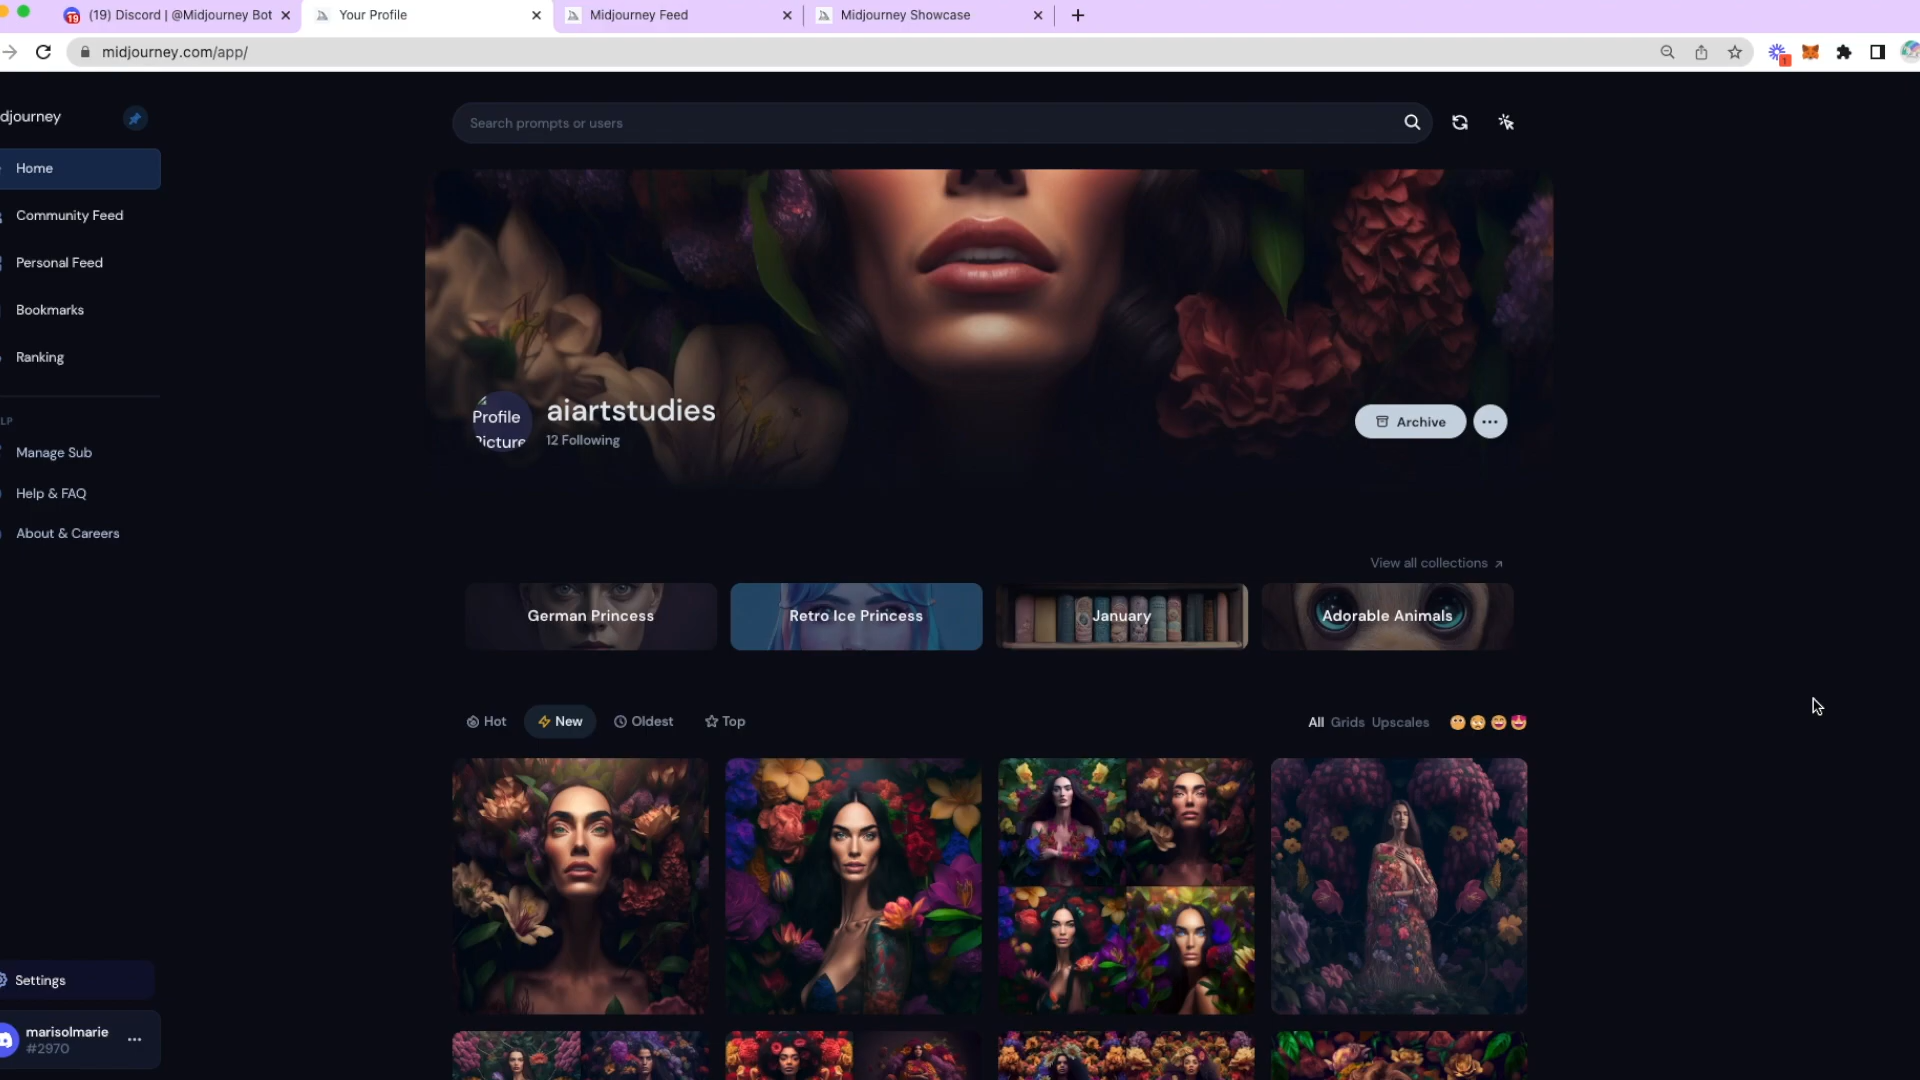 (19) Discord | @Midjourney Bot
Your Profile
Midjourney Feed
Midjourney Showcase
midjourney.com/app/
1
djourney
Search prompts or users
Home
Community Feed
Personal Feed
Bookmarks
Ranking
LP
Manage Sub
Help & FAQ
About & Careers
Profile
Picture
aiartstudies
12 Following
Archive
View all collections
German Princess
Retro Ice Princess
January
Adorable Animals
Hot
New
Oldest
Top
All Grids Upscales
Settings
marisolmarie
#2970